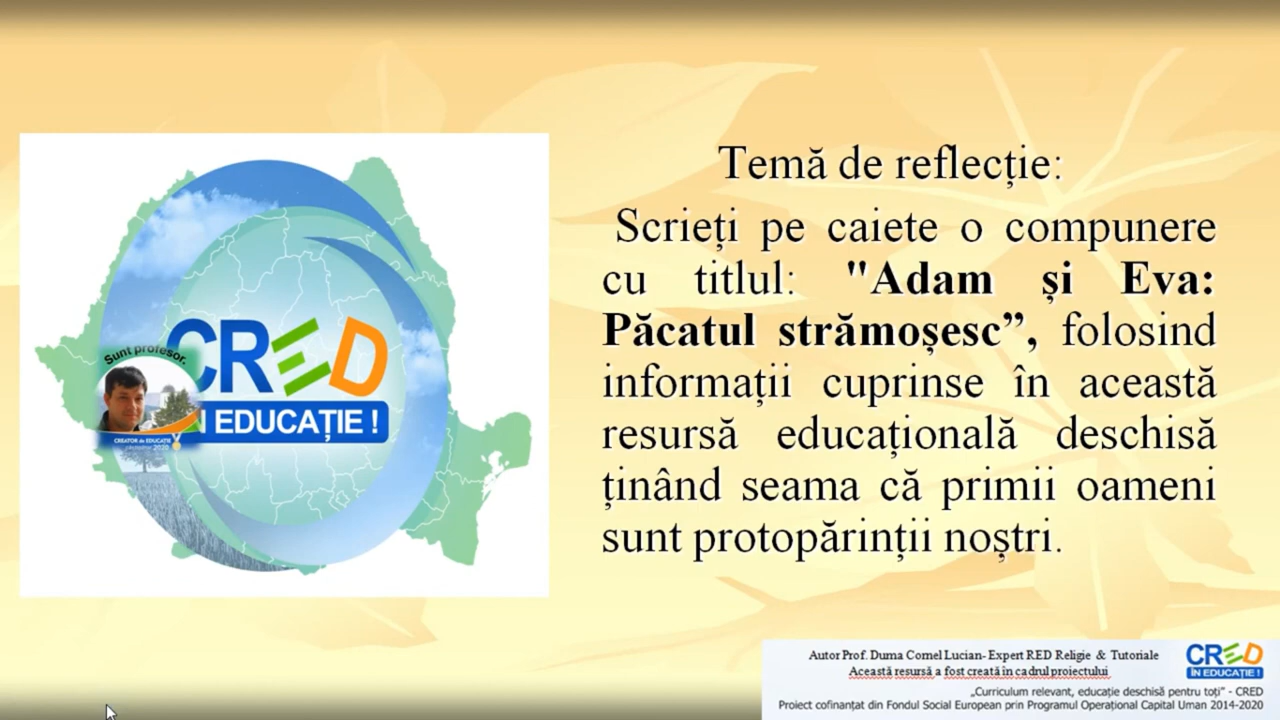 Temă de reflecție:
Scrieți pe caiete o compunere
cu titlul: "Adam și Eva:
Păcatul strămoșesc”, folosind
informații cuprinse în această
resursă educațională deschisă
ținând seama că primii oameni
sunt protopărinții noștri.
CRED
ÎN EDUCAȚIE !
Sunt profesor.
CREATOR de EDUCAȚIE
2020
Autor Prof. Duma Cornel Lucian- Expert RED Religie & Tutoriale
Această resursă a fost creată în cadrul proiectului
CRED
ÎN EDUCAȚIE !
„Curriculum relevant, educație deschisă pentru toți” - CRED
Proiect cofinanțat din Fondul Social European prin Programul Operațional Capital Uman 2014-2020